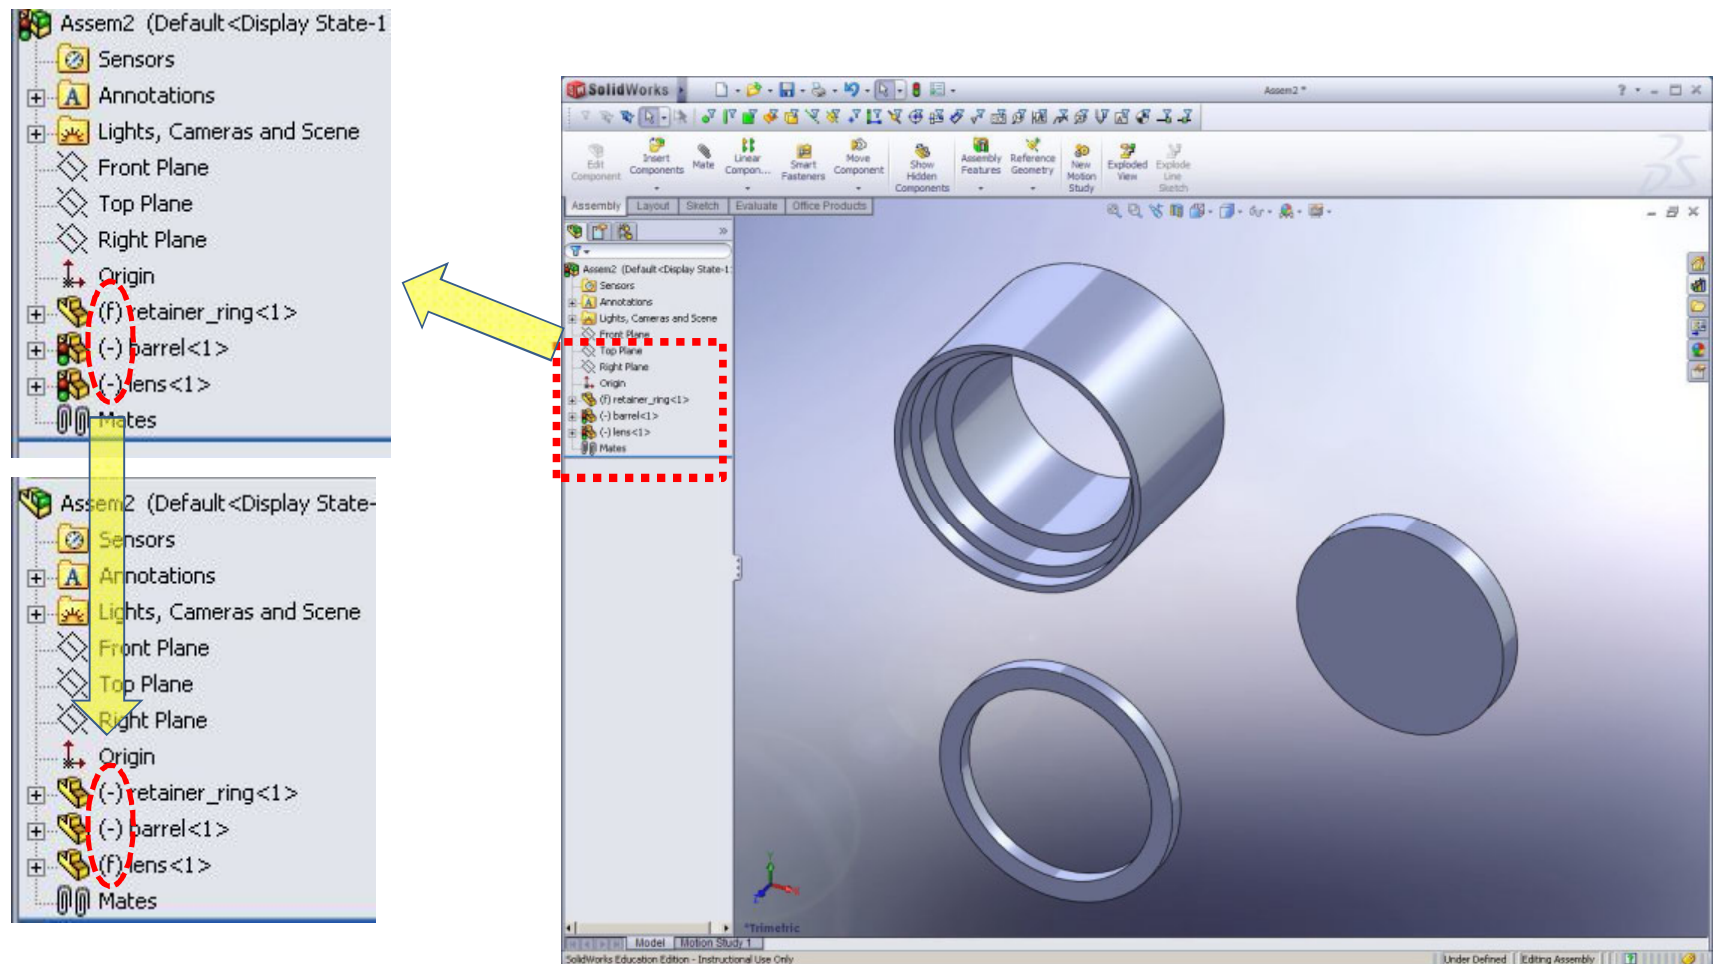 Assem2 (Default<Display State-1
Sensors
Annotations
Lights, Cameras and Scene
Front Plane
Top Plane
Right Plane
Origin
(f) retainer_ring<1>
(-) barrel<1>
(-) lens<1>
Mates
Assem2 (Default<Display State-
Sensors
Annotations
Lights, Cameras and Scene
Front Plane
Top Plane
Right Plane
Origin
(-) retainer_ring<1>
(-) barrel<1>
(f) lens<1>
Mates
SolidWorks
Assem2 *
Edit Component
Insert Components
Mate
Linear Compon...
Smart Fasteners
Move Component
Show Hidden Components
Assembly Features
Reference Geometry
New Motion Study
Exploded View
Explode Line Sketch
Assembly Layout Sketch Evaluate Office Products
Assem2 (Default<Display State-1
Sensors
Annotations
Lights, Cameras and Scene
Front Plane
Top Plane
Right Plane
Origin
(f) retainer_ring<1>
(-) barrel<1>
(-) lens<1>
Mates
*Trimetric
Model Motion Study 1
SolidWorks Education Edition - Instructional Use Only
Under Defined Editing Assembly